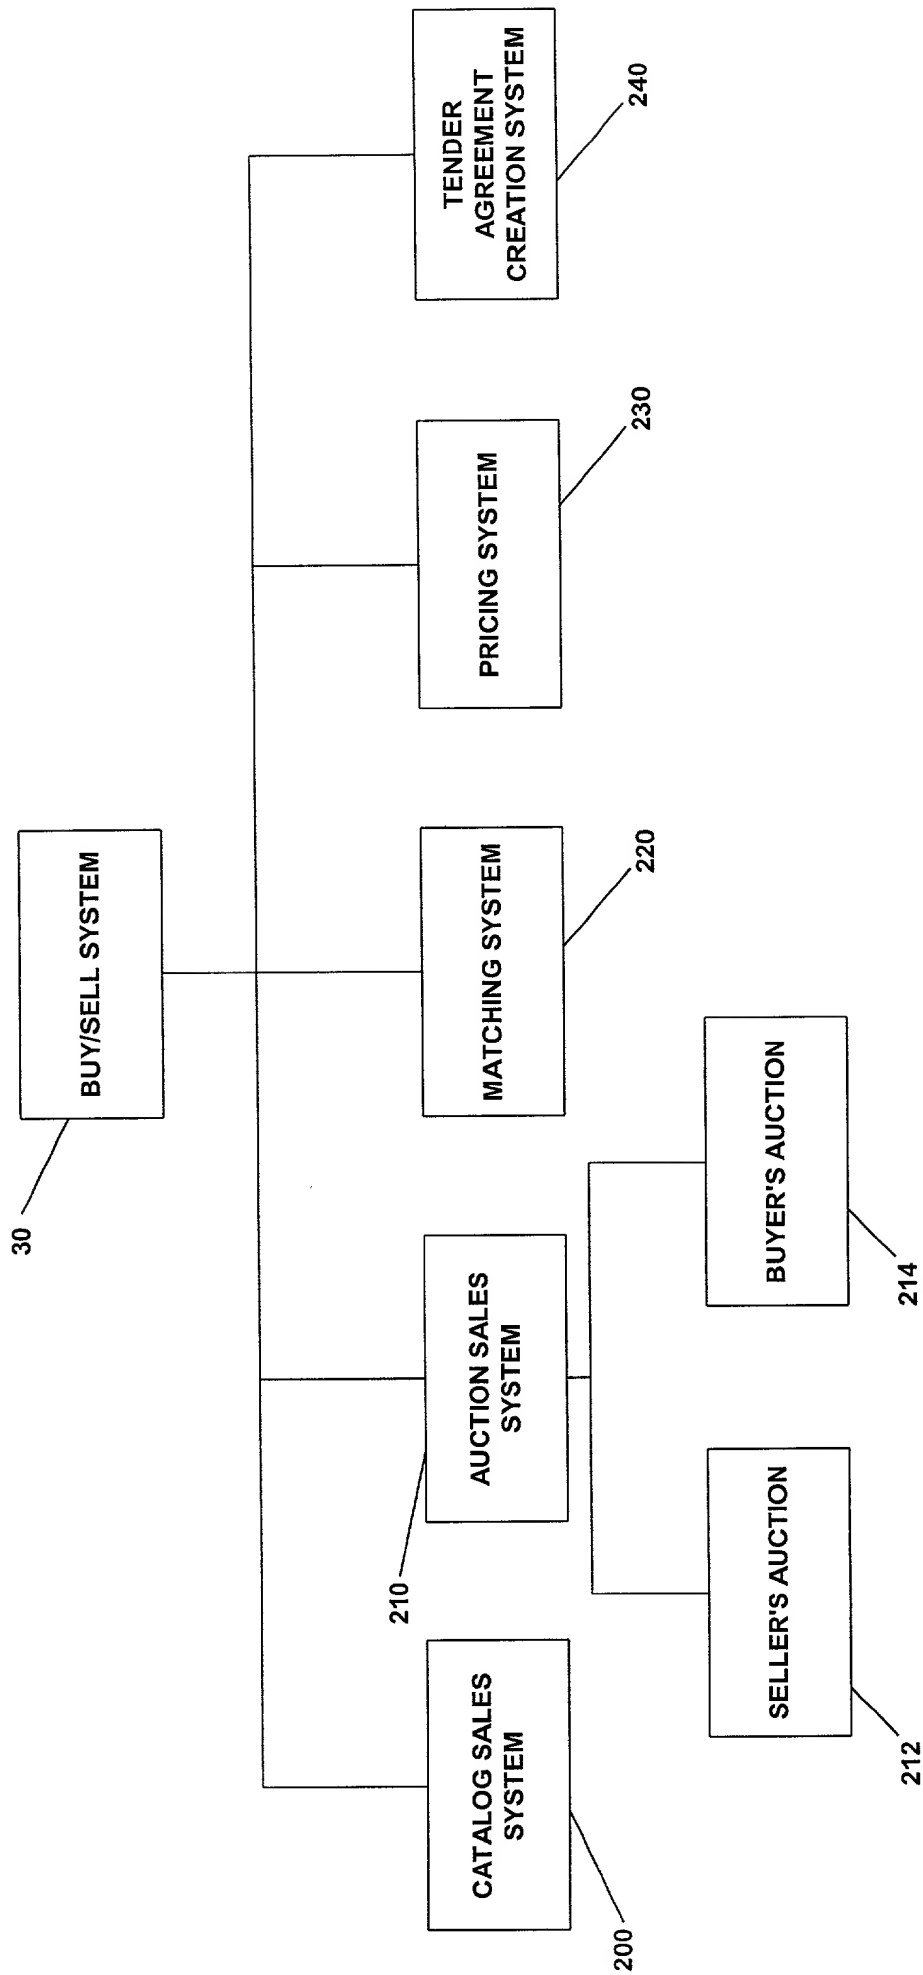 30
BUY/SELL SYSTEM
CATALOG SALES
SYSTEM
200
210
AUCTION SALES
SYSTEM
MATCHING SYSTEM
220
PRICING SYSTEM
230
TENDER
AGREEMENT
CREATION SYSTEM
240
SELLER'S AUCTION
212
BUYER'S AUCTION
214